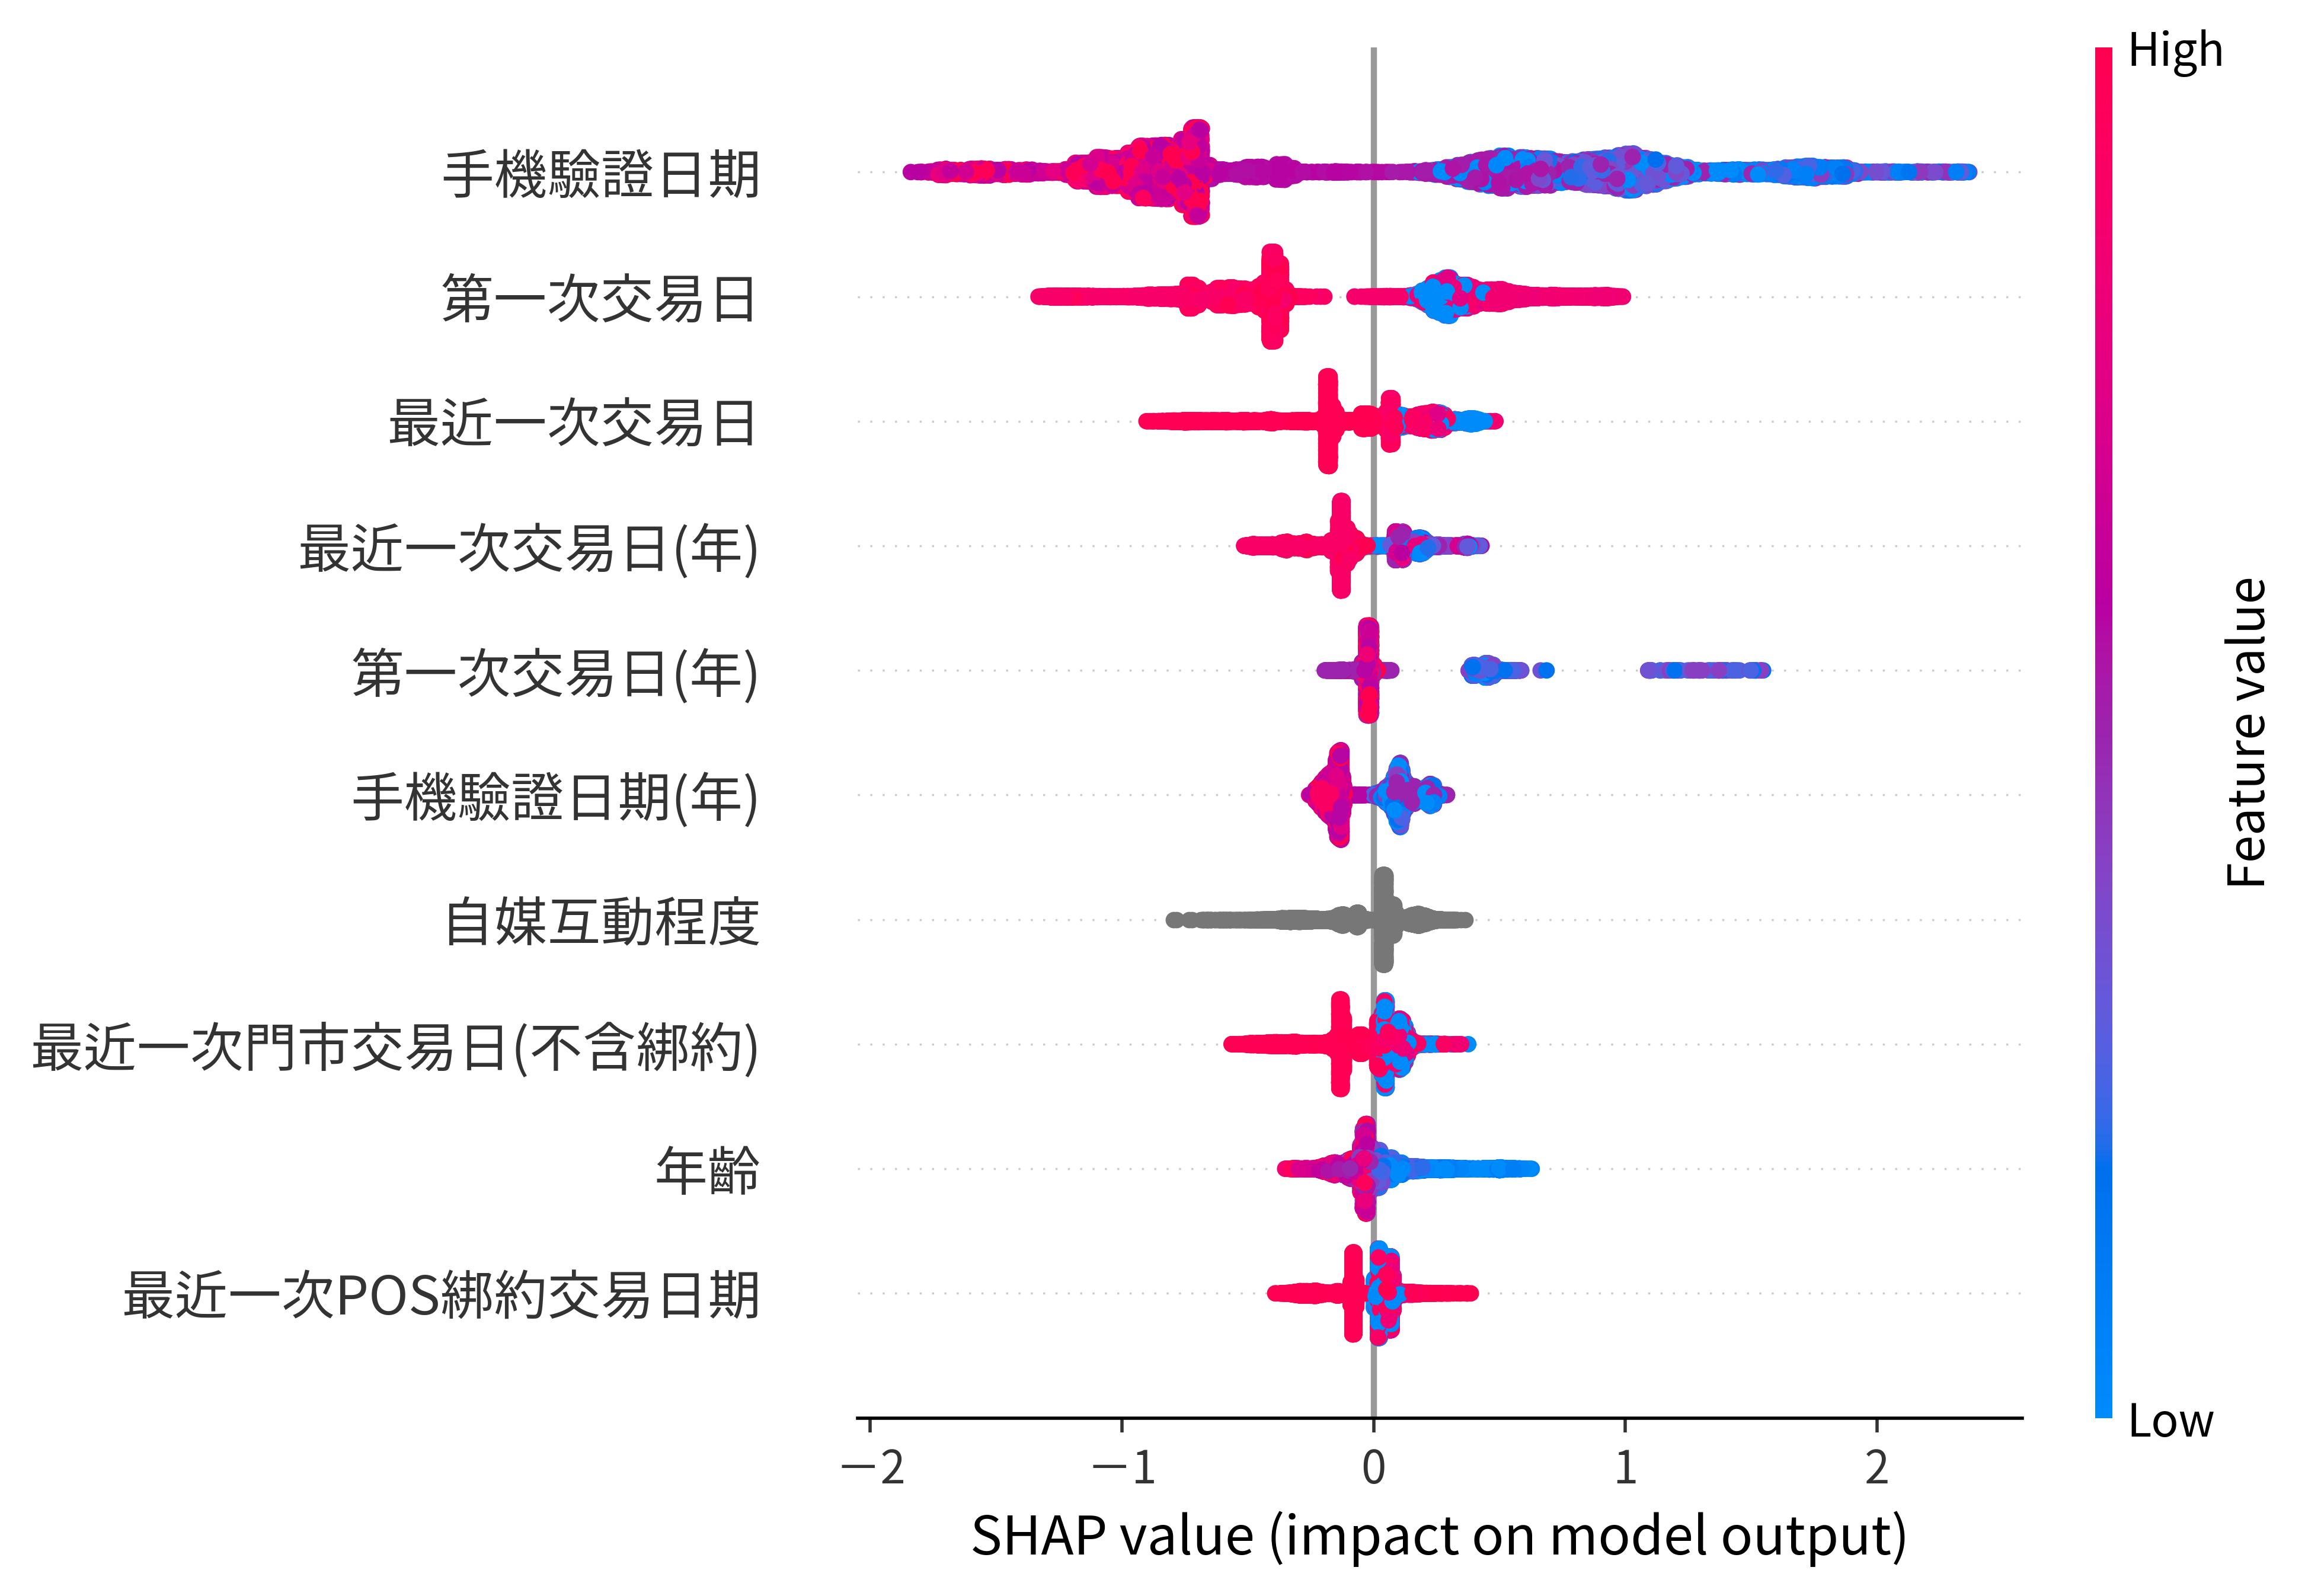 High
手機驗證日期
第一次交易日
最近一次交易日
最近一次交易日(年)
第一次交易日(年)
手機驗證日期(年)
自媒互動程度
最近一次門市交易日(不含綁約)
年齡
最近一次POS綁約交易日期
Feature value
Low
−2 −1 0 1 2
SHAP value (impact on model output)